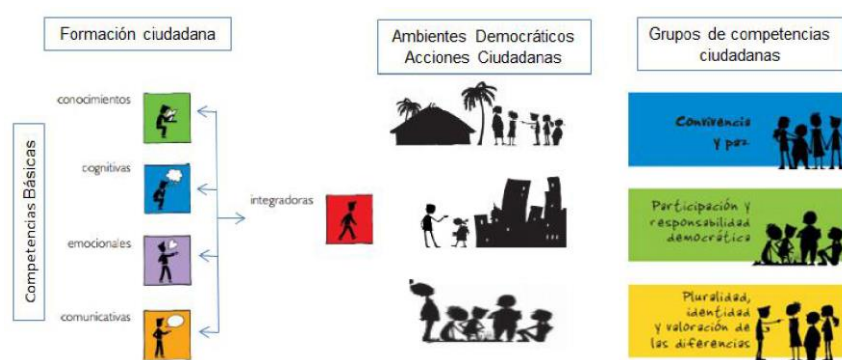 Formación ciudadana
Ambientes Democráticos
Acciones Ciudadanas
Grupos de competencias
ciudadanas
Competencias Básicas
conocimientos
cognitivas
emocionales
comunicativas
integradoras
Convivencia
y paz
Participación y
responsabilidad
democrática
Pluralidad,
identidad
y valoración de
las diferencias